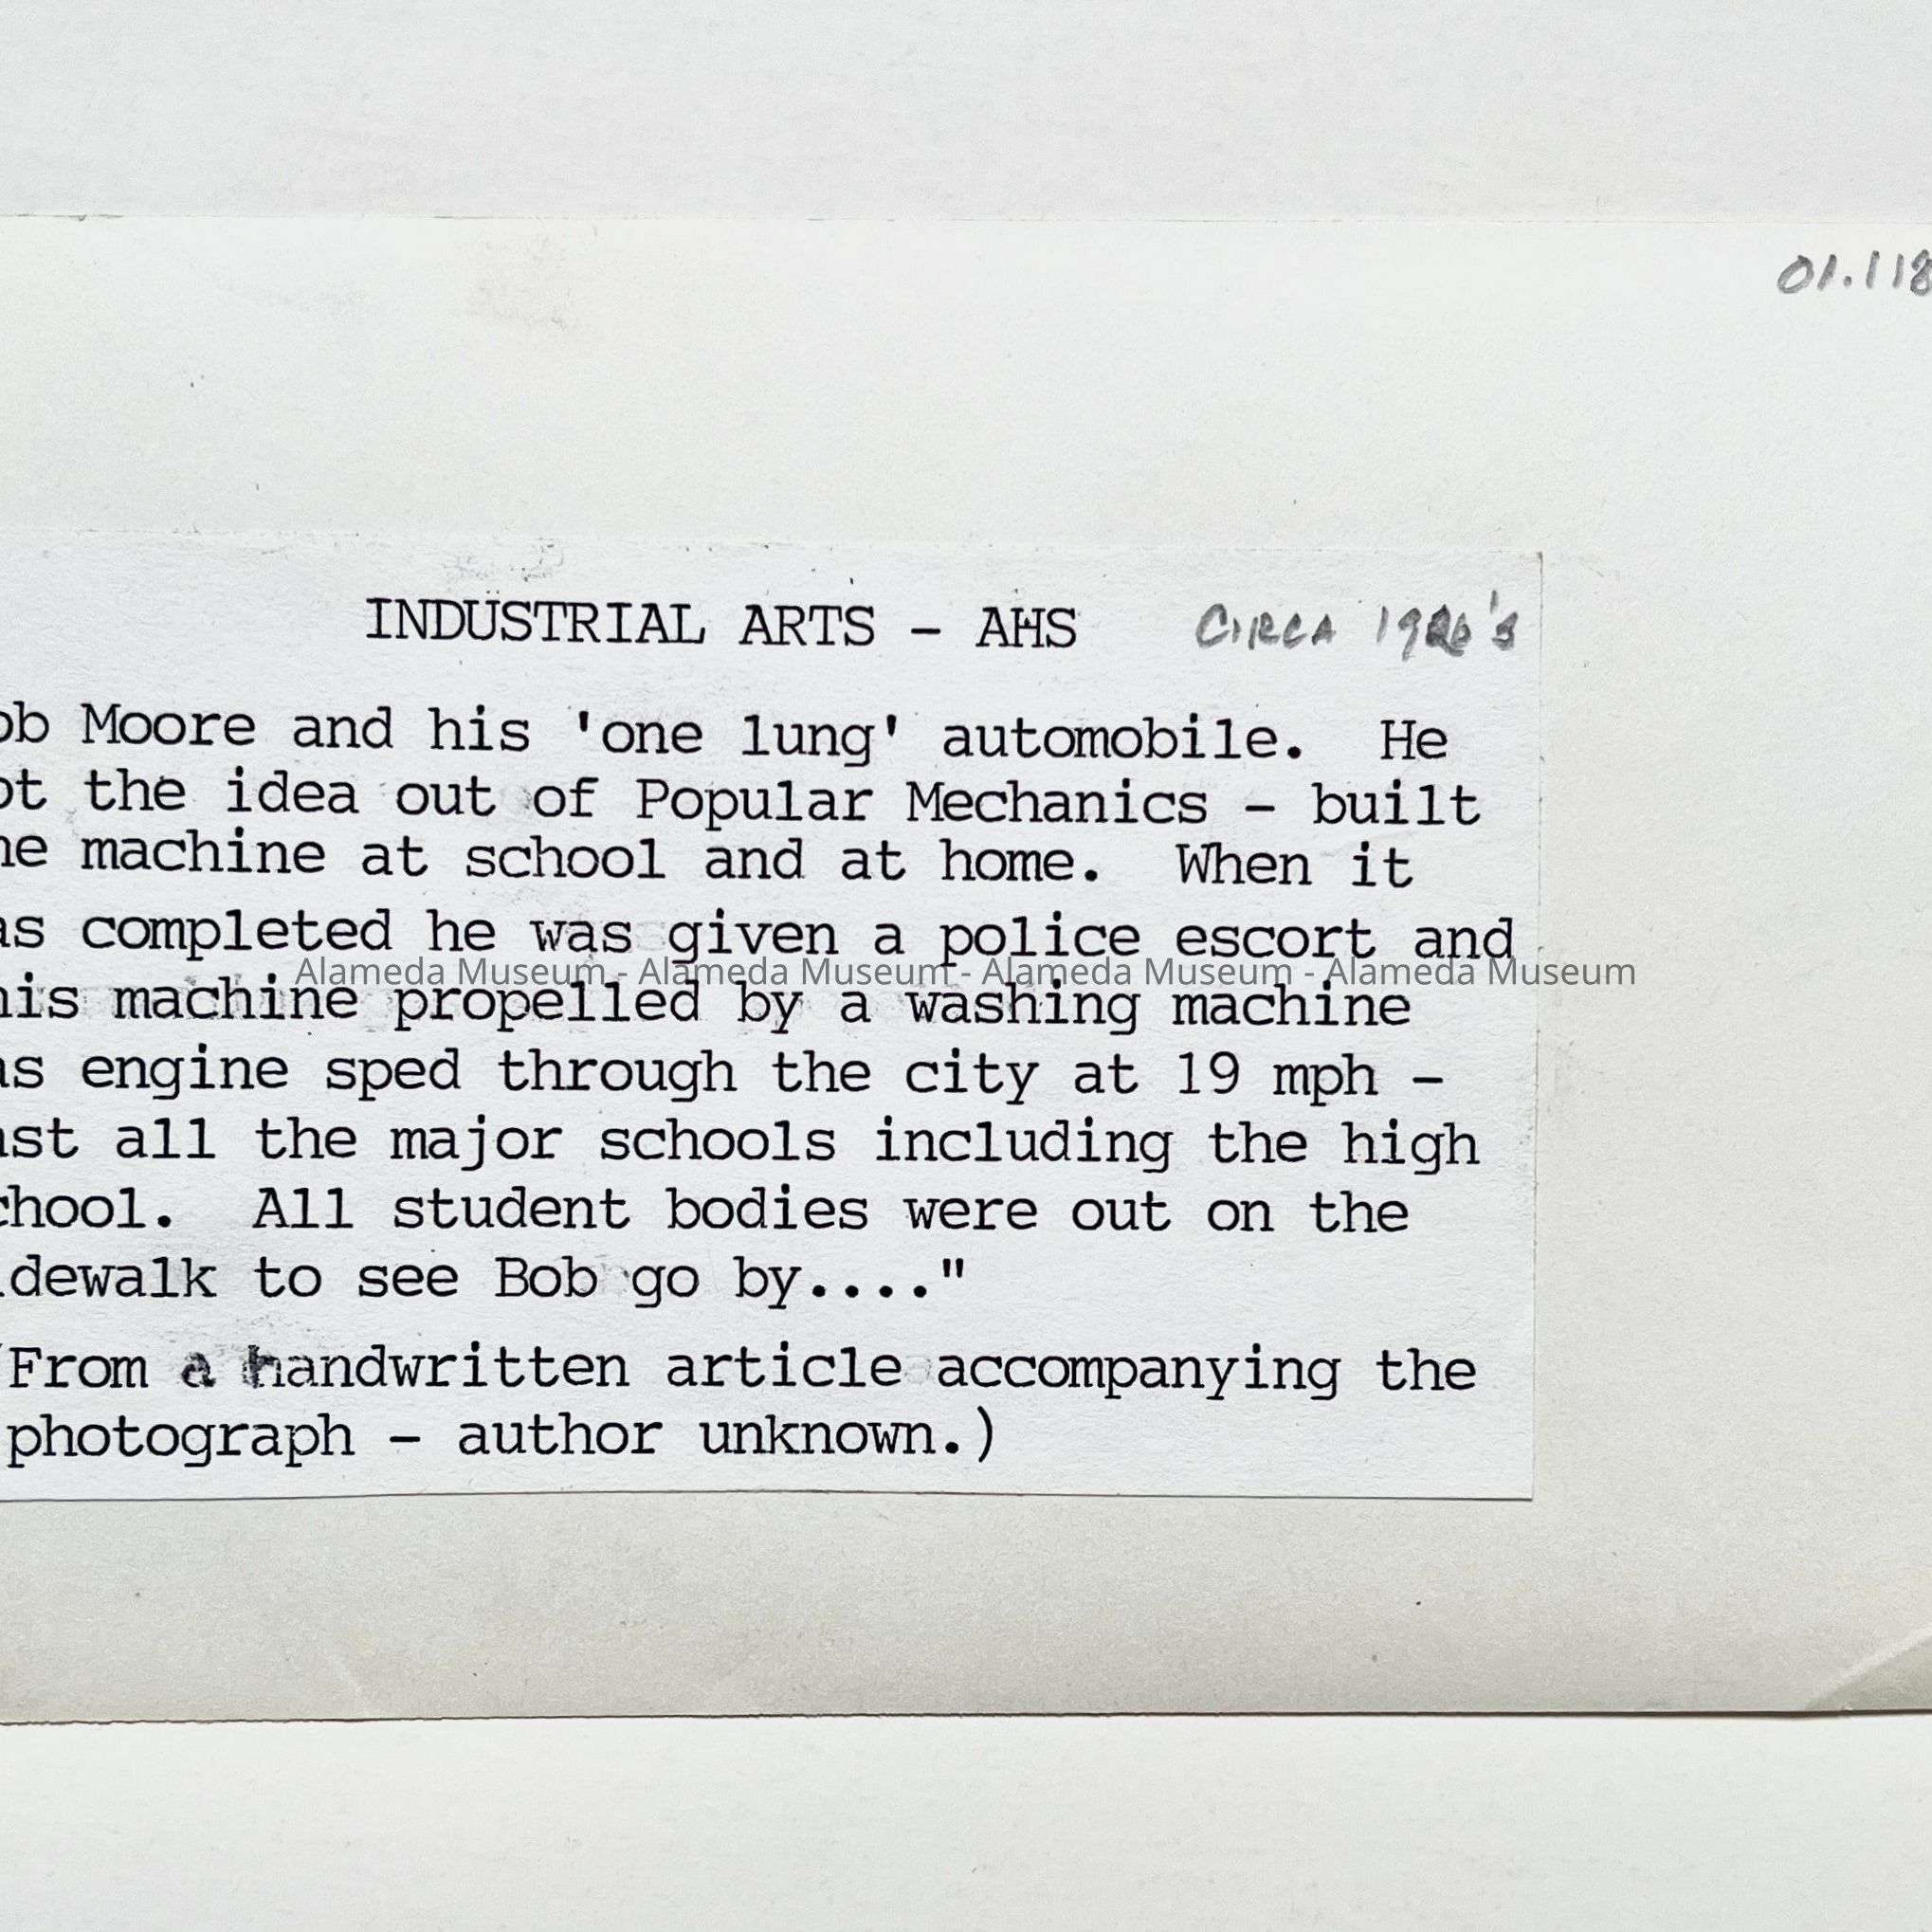 01.118
INDUSTRIAL ARTS - AHS CIRCA
ob Moore and his 'one lung' automobile. He
ot the idea out of Popular Mechanics - built
he machine at school and at home. When it
as completed he was given a police escort and
his machine propelled by a washing machine
as engine sped through the city at 19 mph -
ast all the major schools including the high
chool. All student bodies were out on the
idewalk to see Bob go by...."
(From a handwritten article accompanying the
photograph - author unknown.)
Alameda Museum - Alameda Museum - Alameda Museum - Alameda Museum